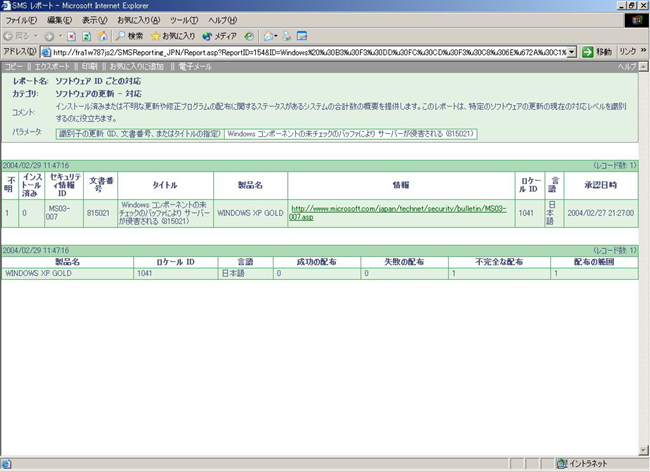 SMS レポート - Microsoft Internet Explorer
ファイル(F) 編集(E) 表示(V) お気に入り(A) ツール(T) ヘルプ(H)
戻る 検索 お気に入り メディア
アドレス(D) http://fra1w787js2/SMSReporting_JPN/Report.asp?ReportID=154&ID=Windows%20%u30B3%u30F3%u30DD%u30FC%u30CD%u30F3%u30C8%u306E%u672A%u30C1% 移動 リンク »
コピー || エクスポート || 印刷 || お気に入りに追加 || 電子メール ヘルプ
レポート名: ソフトウェア ID ごとの対応
カテゴリ: ソフトウェアの更新 - 対応
コメント: インストール済みまたは不明な更新や修正プログラムの配布に関するステータスがあるシステムの合計数の概要を提供します。このレポートは、特定のソフトウェアの更新の現在の対応レベルを識別
するのに役立ちます。
パラメータ: 識別子の更新 (ID、文書番号、またはタイトルの指定) Windows コンポーネントの未チェックのバッファにより サーバーが侵害される (815021)
2004/02/29 11:47:16 (レコード数: 1)
不明 インストール済み セキュリティ情報 ID 文書番号 タイトル 製品名 情報 ロケール ID 言語 承認日時
1 0 MS03-007 815021 Windows コンポーネントの未チェックのバッファにより サーバーが侵害される (815021) WINDOWS XP GOLD http://www.microsoft.com/japan/technet/security/bulletin/MS03-007.asp 1041 日本語 2004/02/27 21:27:00
2004/02/29 11:47:16 (レコード数: 1)
製品名 ロケール ID 言語 成功の配布 失敗の配布 不完全な配布 配布の範囲
WINDOWS XP GOLD 1041 日本語 0 0 1 1
イントラネット